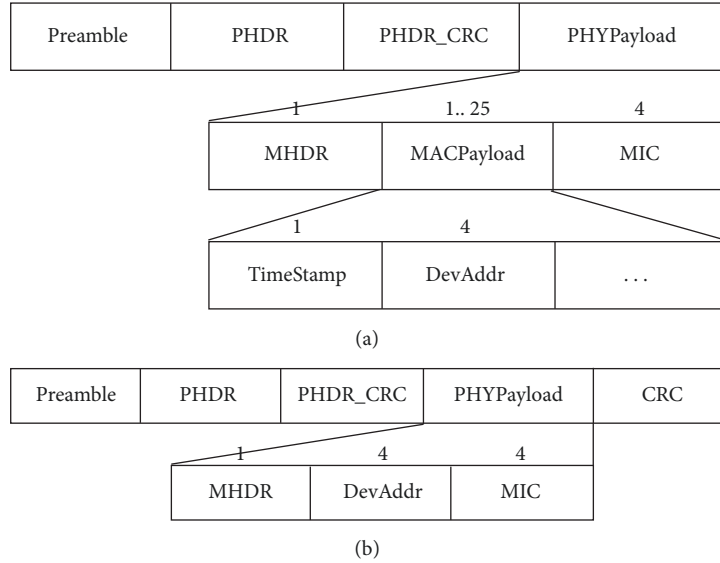 Preamble PHDR PHDR_CRC PHYPayload
1 1.. 25 4
MHDR MACPayload MIC
1 4
TimeStamp DevAddr . . .
(a)
Preamble PHDR PHDR_CRC PHYPayload CRC
1 4 4
MHDR DevAddr MIC
(b)